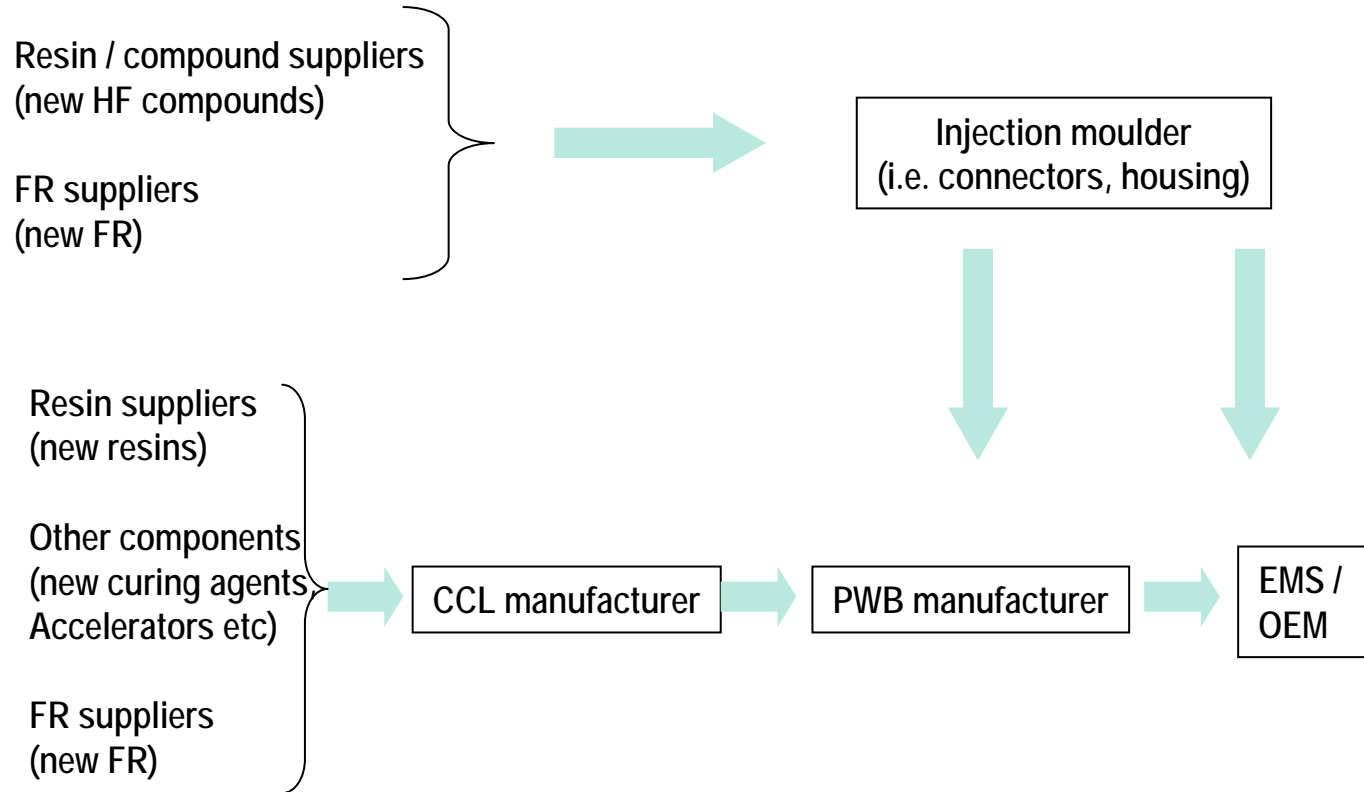 Resin / compound suppliers
(new HF compounds)
FR suppliers
(new FR)
Injection moulder
(i.e. connectors, housing)
Resin suppliers
(new resins)
Other components
(new curing agents,
Accelerators etc)
FR suppliers
(new FR)
CCL manufacturer
PWB manufacturer
EMS /
OEM